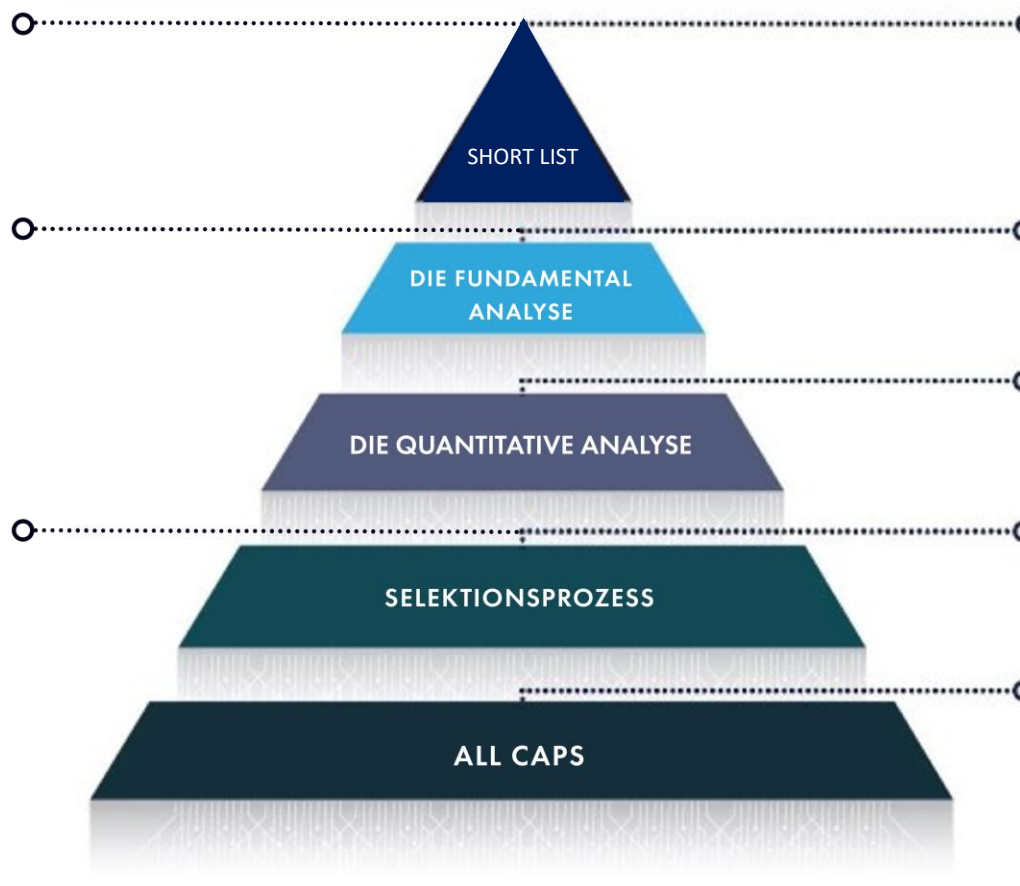 SHORT LIST
DIE FUNDAMENTAL
ANALYSE
DIE QUANTITATIVE ANALYSE
SELEKTIONSPROZESS
ALL CAPS